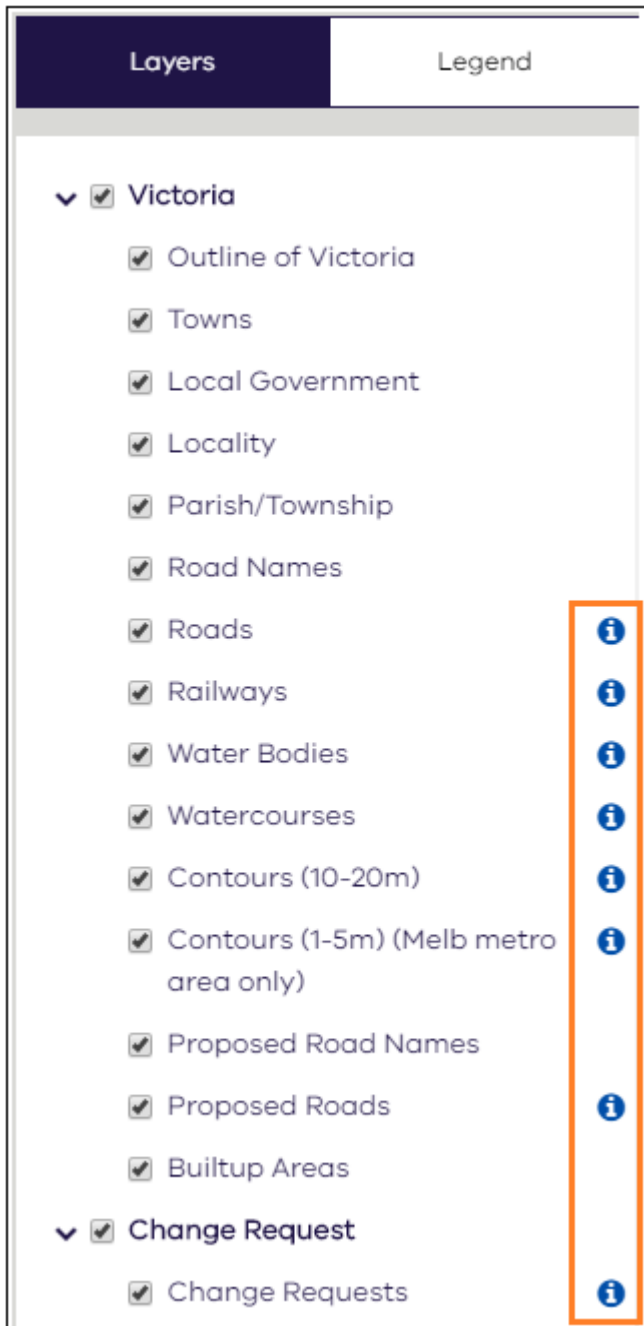 Layers Legend
Victoria
Outline of Victoria
Towns
Local Government
Locality
Parish/Township
Road Names
Roads
Railways
Water Bodies
Watercourses
Contours (10-20m)
Contours (1-5m) (Melb metro
area only)
Proposed Road Names
Proposed Roads
Builtup Areas
Change Request
Change Requests